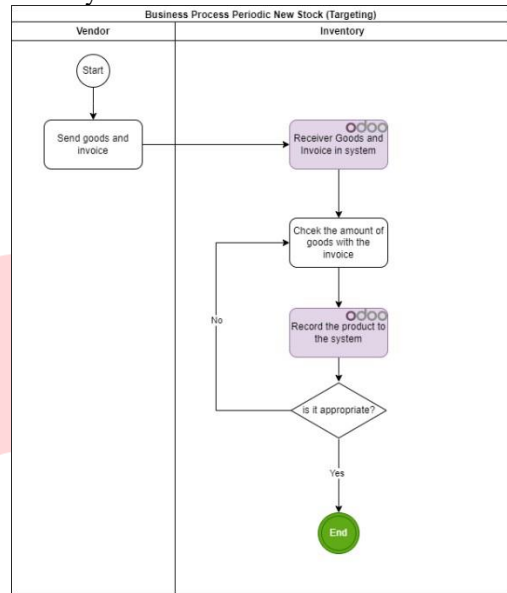 Business Process Periodic New Stock (Targeting)
Vendor
Inventory
Start
Send goods and
invoice
odoo
Receiver Goods and
Invoice in system
Chcek the amount of
goods with the
invoice
odoo
Record the product to
the system
No
is it appropriate?
Yes
End